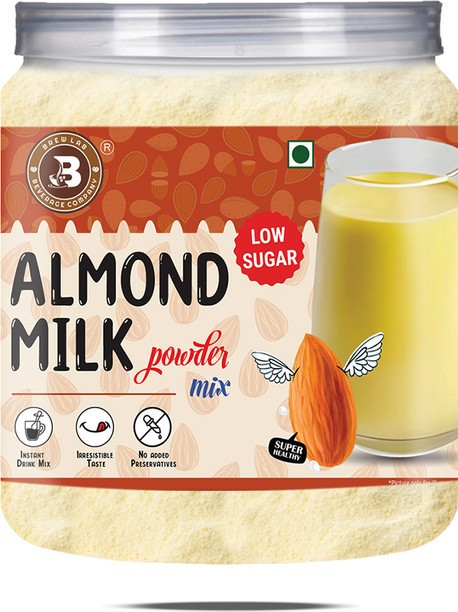 BREW LAB
B
BEVERAGE COMPANY
®
LOW
SUGAR
ALMOND
MILK powder
mix
SUPER
HEALTHY
INSTANT
DRINK MIX
IRRESISTIBLE
TASTE
NO ADDED
PRESERVATIVES